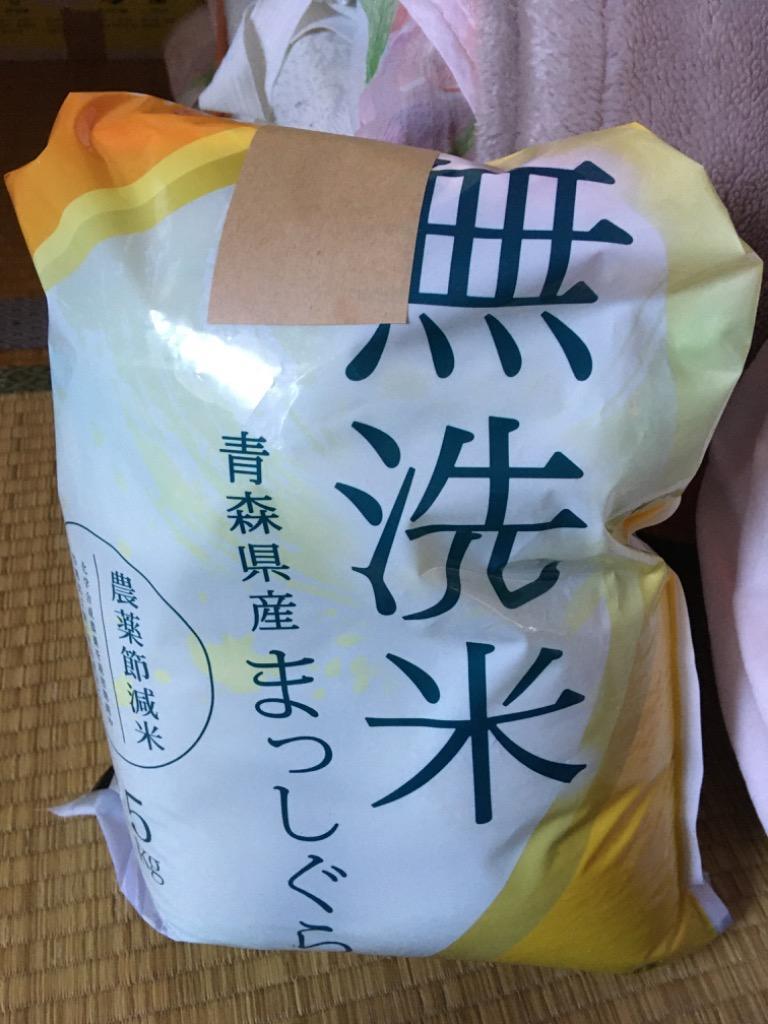 無洗米
青森県産 まっしぐら
農薬節減米
5kg